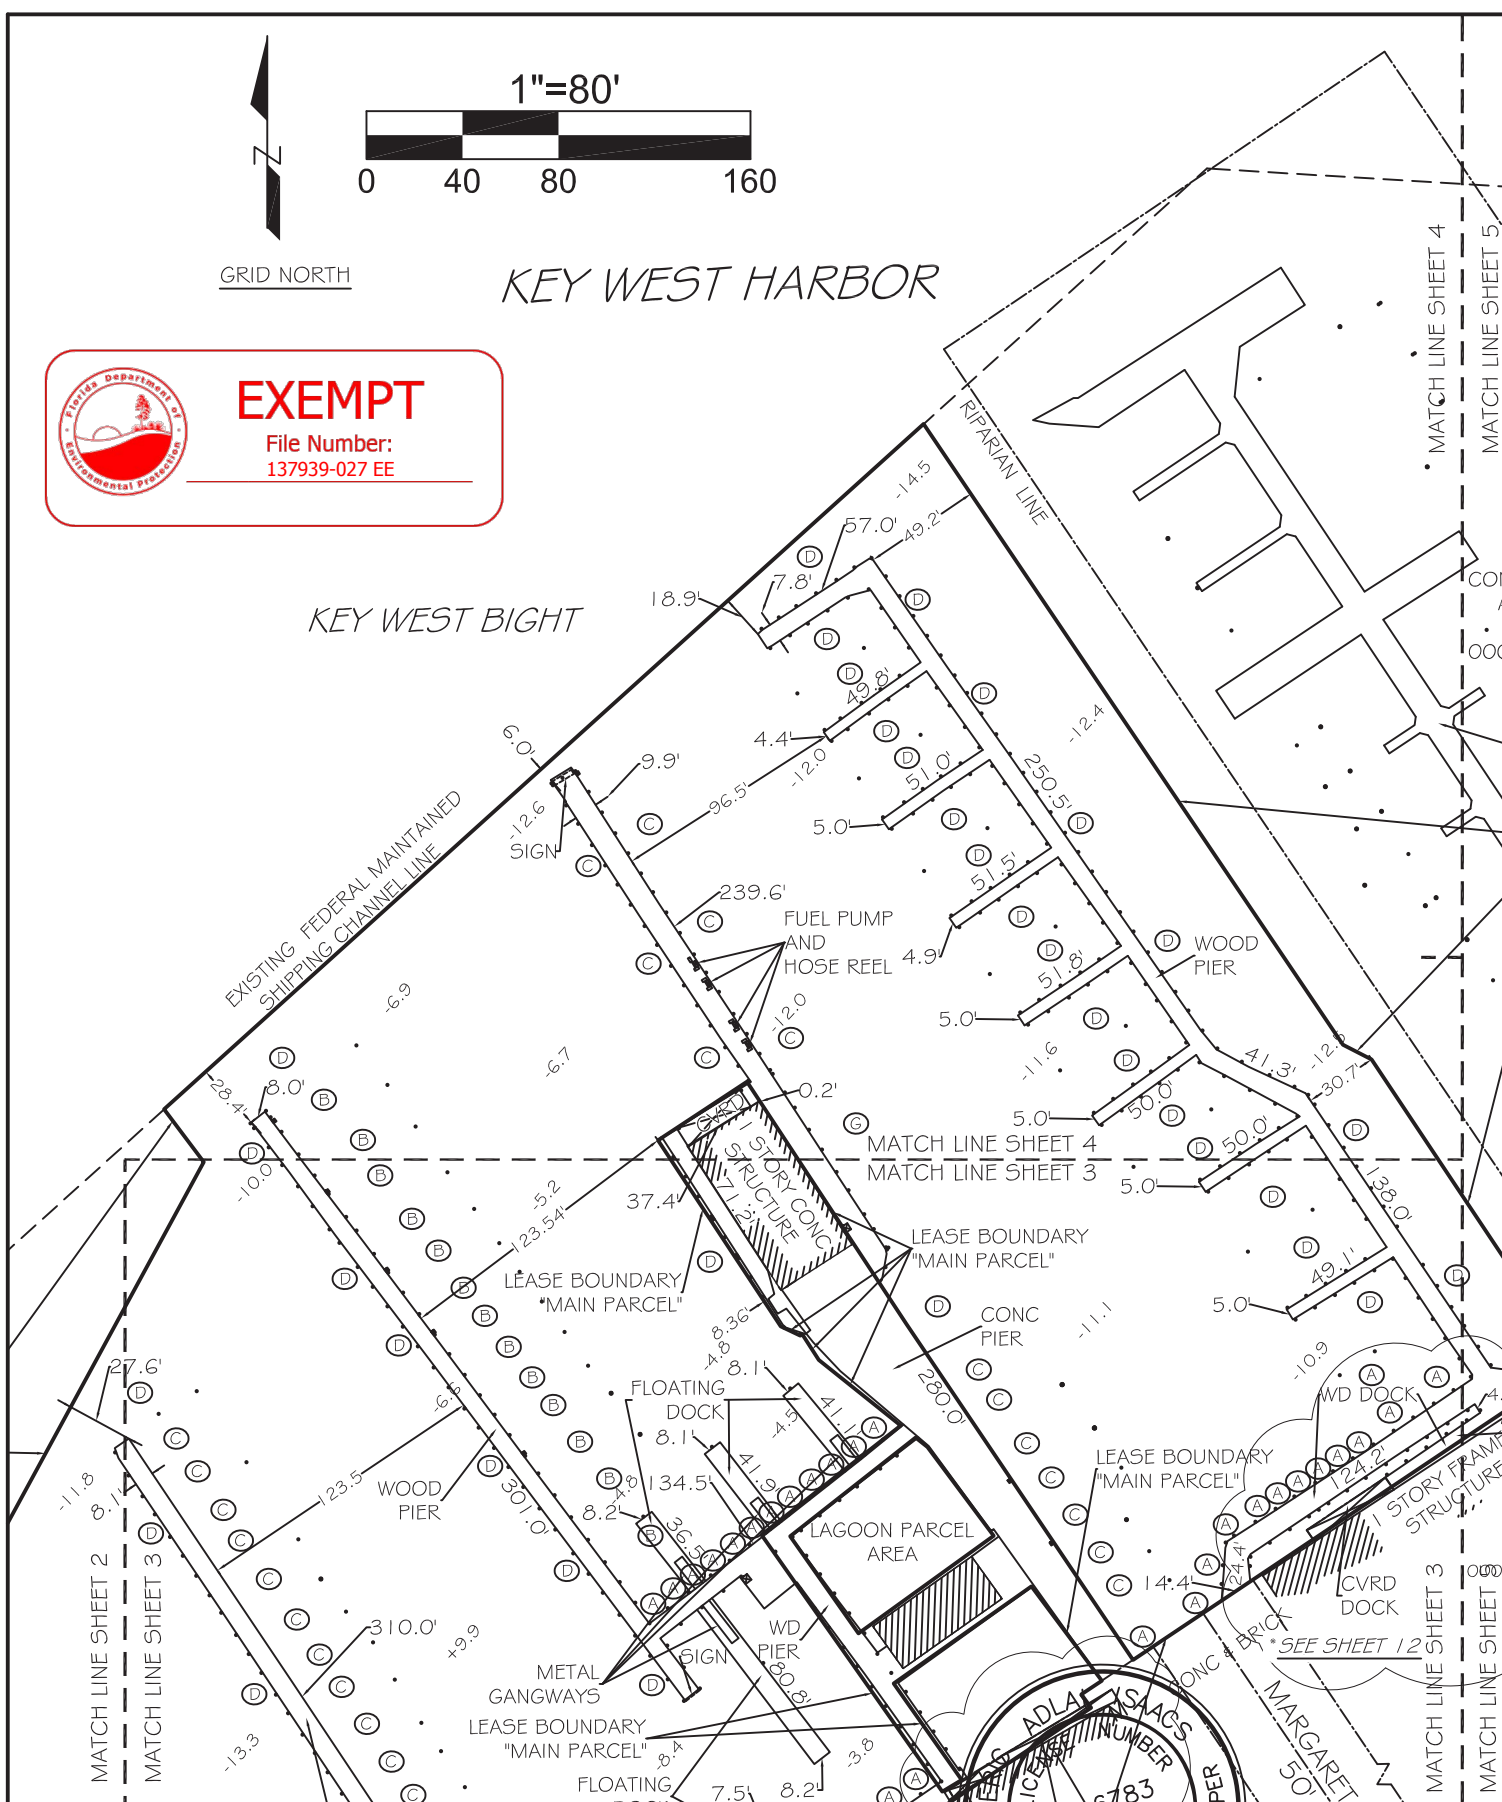 1"=80'
0 40 80 160
GRID NORTH
KEY WEST HARBOR
Florida Department of
Environmental Protection
EXEMPT
File Number:
137939-027 EE
KEY WEST BIGHT
RIPARIAN LINE
MATCH LINE SHEET 4
MATCH LINE SHEET 5
-14.5
49.2'
57.0'
D
7.8'
18.9'
D
D
D
49.8'
D
4.4'
D
-12.0
-12.4
6.0'
9.9'
96.5'
D
51.0'
250.5'
D
-12.6
SIGN
C
C
5.0'
D
D
51.5'
EXISTING FEDERAL MAINTAINED
SHIPPING CHANNEL LINE
239.6'
C
C
FUEL PUMP
AND
HOSE REEL
4.9'
D
D
51.8'
D
WOOD
PIER
-6.9
-12.0
C
C
5.0'
D
-11.6
D
41.3'
-30.7'
-6.7
D
28.4'
8.0'
B
0.2'
CVRD
1 STORY CONC
STRUCTURE
71.2'
G
5.0'
50.0'
D
D
50.0'
D
MATCH LINE SHEET 4
MATCH LINE SHEET 3
B
B
D
-10.0
-5.2
123.54'
37.4'
5.0'
D
138.0'
B
B
D
LEASE BOUNDARY
"MAIN PARCEL"
D
49.1'
D
LEASE BOUNDARY
"MAIN PARCEL"
D
B
B
B
D
CONC
PIER
-11.1
5.0'
D
8.36'
-4.8
-10.9
27.6'
D
D
B
B
8.1'
FLOATING
DOCK
41.1'
-4.5
280.0'
C
C
A
A
WD DOCK
A
-6.6
C
B
B
8.1'
41.9'
A
C
LEASE BOUNDARY
"MAIN PARCEL"
124.2'
1 STORY FRAME
STRUCTURE
-11.8
8.1'
C
123.5
WOOD
PIER
D
301.0'
B
-4.8
134.5'
8.2'
B
36.5'
C
C
LAGOON PARCEL
AREA
D
C
C
C
D
A A A A A A A A A A A
A A A A A A
14.4'
24.4'
C
C
CVRD
DOCK
C
C
310.0'
+9.9
C
D
C
METAL
GANGWAYS
D
SIGN
WD
PIER
80.8'
A
A
A
CONC & BRICK
*SEE SHEET 12
LEASE BOUNDARY
"MAIN PARCEL"
-8.4
-3.8
-13.3
C
C
C
FLOATING
7.5'
8.2'
A
A
ADLAI ISAACS
NUMBER
6783
MARGARET
50'
MATCH LINE SHEET 2
MATCH LINE SHEET 3
MATCH LINE SHEET 3